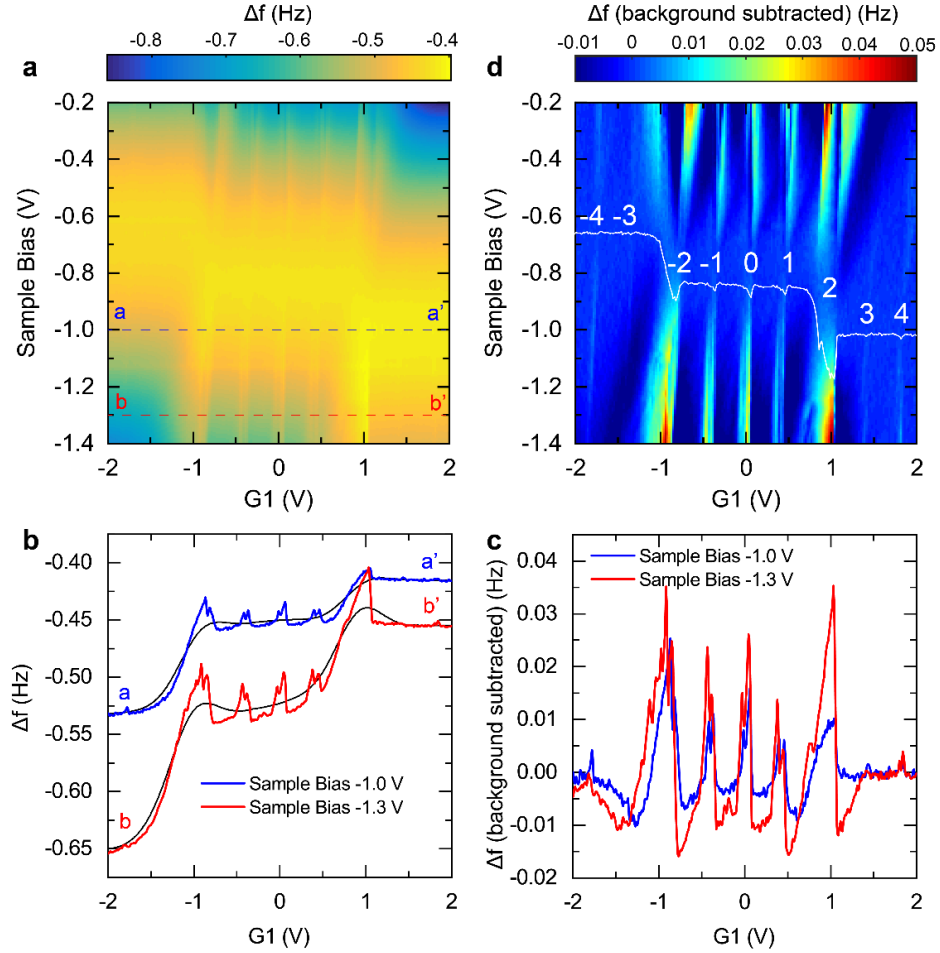 Δf (Hz)
-0.8 -0.7 -0.6 -0.5 -0.4
a
-0.2
-0.4
-0.6
-0.8
-1.0
-1.2
-1.4
Sample Bias (V)
a a'
b b'
-2 -1 0 1 2
G1 (V)
Δf (background subtracted) (Hz)
-0.01 0 0.01 0.02 0.03 0.04 0.05
d
-0.2
-0.4
-0.6
-0.8
-1.0
-1.2
-1.4
Sample Bias (V)
-4 -3 -2 -1 0 1 2 3 4
-2 -1 0 1 2
G1 (V)
b
-0.40
-0.45
-0.50
-0.55
-0.60
-0.65
Δf (Hz)
a'
b'
a
b
Sample Bias -1.0 V
Sample Bias -1.3 V
-2 -1 0 1 2
G1 (V)
c
0.04
0.03
0.02
0.01
0.00
-0.01
-0.02
Δf (background subtracted) (Hz)
Sample Bias -1.0 V
Sample Bias -1.3 V
-2 -1 0 1 2
G1 (V)